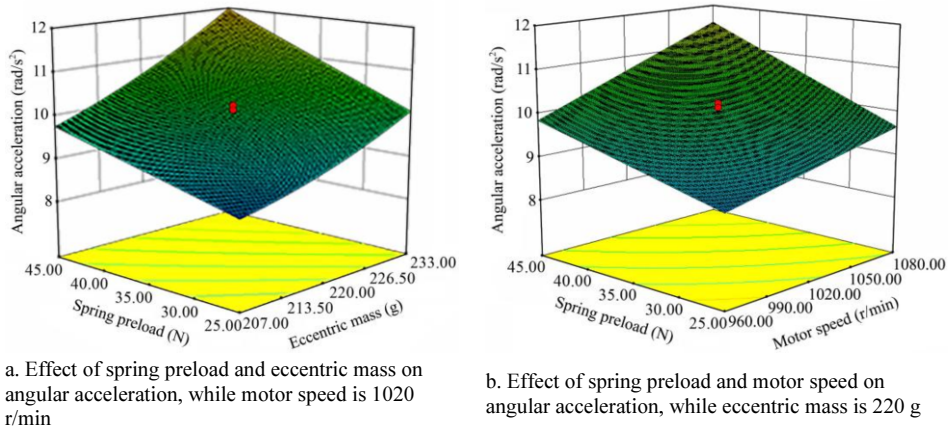 12
11
10
9
8
Angular acceleration (rad/s²)
45.00
40.00
35.00
30.00
25.00
Spring preload (N)
207.00
213.50
220.00
226.50
233.00
Eccentric mass (g)
a. Effect of spring preload and eccentric mass on
angular acceleration, while motor speed is 1020
r/min
12
11
10
9
8
Angular acceleration (rad/s²)
45.00
40.00
35.00
30.00
25.00
Spring preload (N)
960.00
990.00
1020.00
1050.00
1080.00
Motor speed (r/min)
b. Effect of spring preload and motor speed on
angular acceleration, while eccentric mass is 220 g